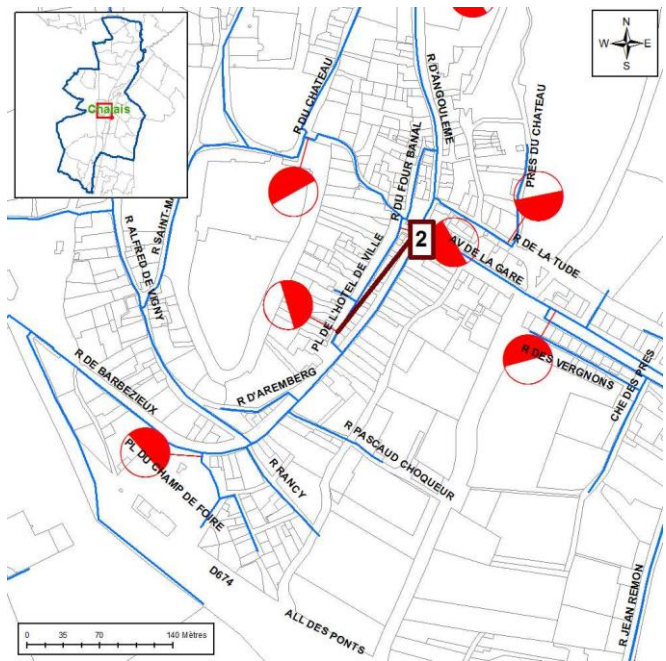 N
W E
S
Chalais
R DU CHATEAU
R D'ANGOULEME
R DU FOUR BANAL
PRES DU CHATEAU
R SAINT-MA
R ALFRED DE VIGNY
2
AV DE LA GARE
R DE LA TUDE
PL DE L'HOTEL DE VILLE
R DES VERGNONS
CHE DES PRES
R DE BARBEZIEUX
R D'AREMBERG
R PASCAUD CHOQUEUR
PL DU CHAMP DE FOIRE
R RANCY
D674
ALL DES PONTS
R JEAN REMON
0 35 70 140 Mètres